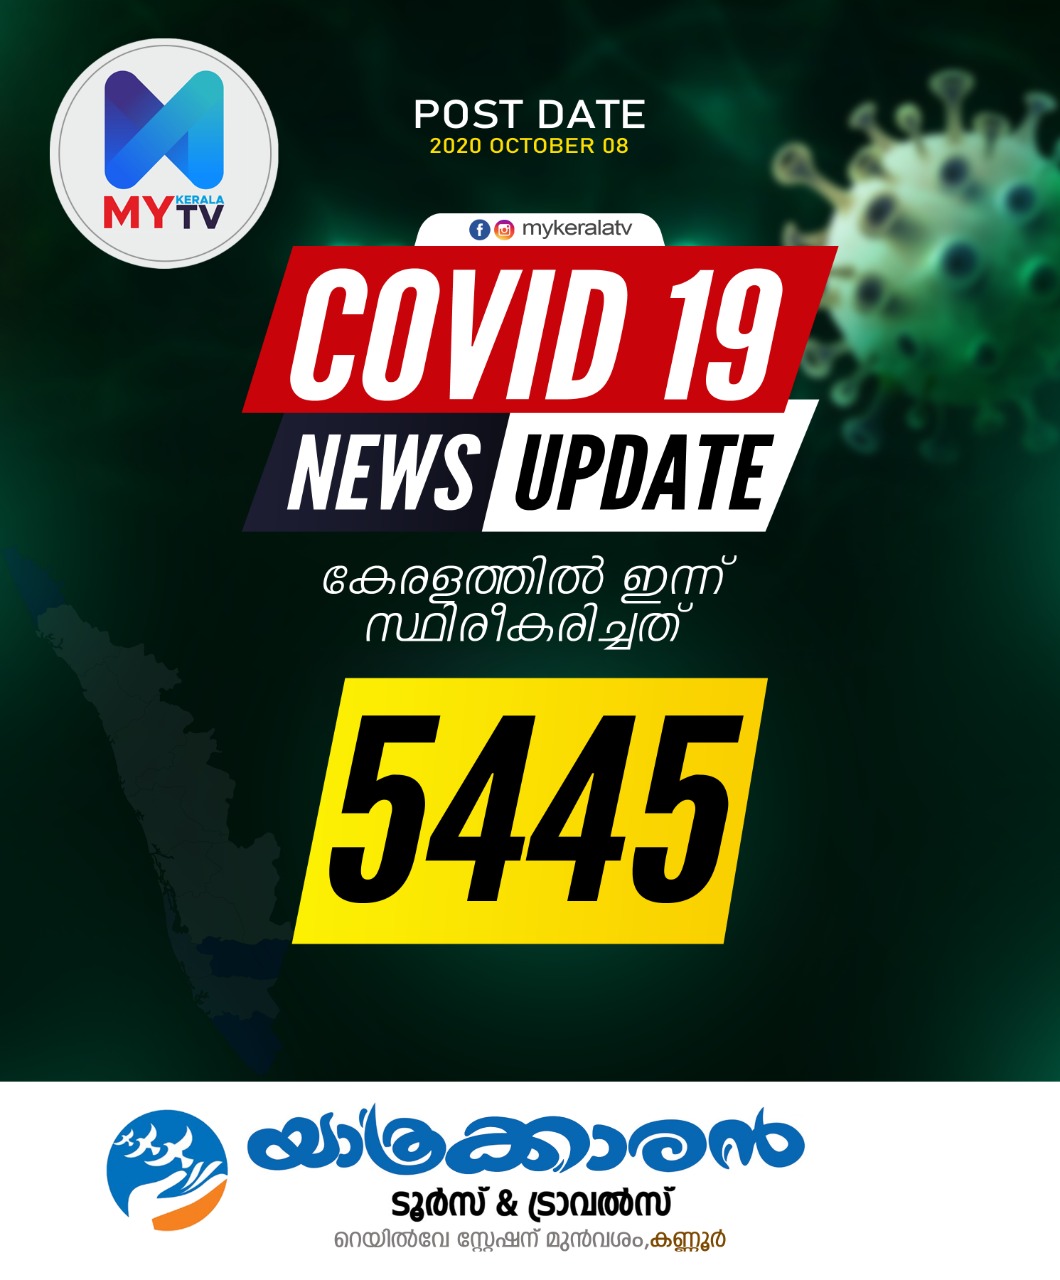 MY KERALA TV
POST DATE
2020 OCTOBER 08
mykeralatv
COVID 19
NEWS UPDATE
കേരളത്തിൽ ഇന്ന്
സ്ഥിരീകരിച്ചത്
5445
യാത്രക്കാരൻ
ടൂർസ് & ട്രാവൽസ്
റെയിൽവേ സ്റ്റേഷന് മുൻവശം,കണ്ണൂർ